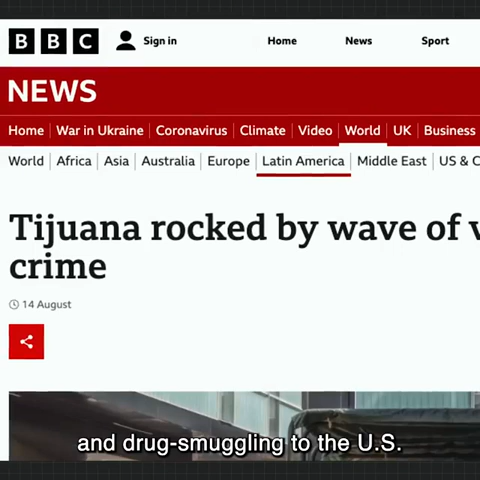 BBC Sign in Home News Sport
NEWS
Home War in Ukraine Coronavirus Climate Video World UK Business
World Africa Asia Australia Europe Latin America Middle East US & C
Tijuana rocked by wave of v
crime
14 August
and drug-smuggling to the U.S.